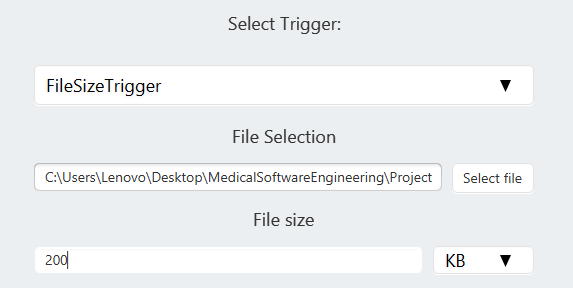 Select Trigger:
FileSizeTrigger
File Selection
C:\Users\Lenovo\Desktop\MedicalSoftwareEngineering\Project
Select file
File size
200
KB